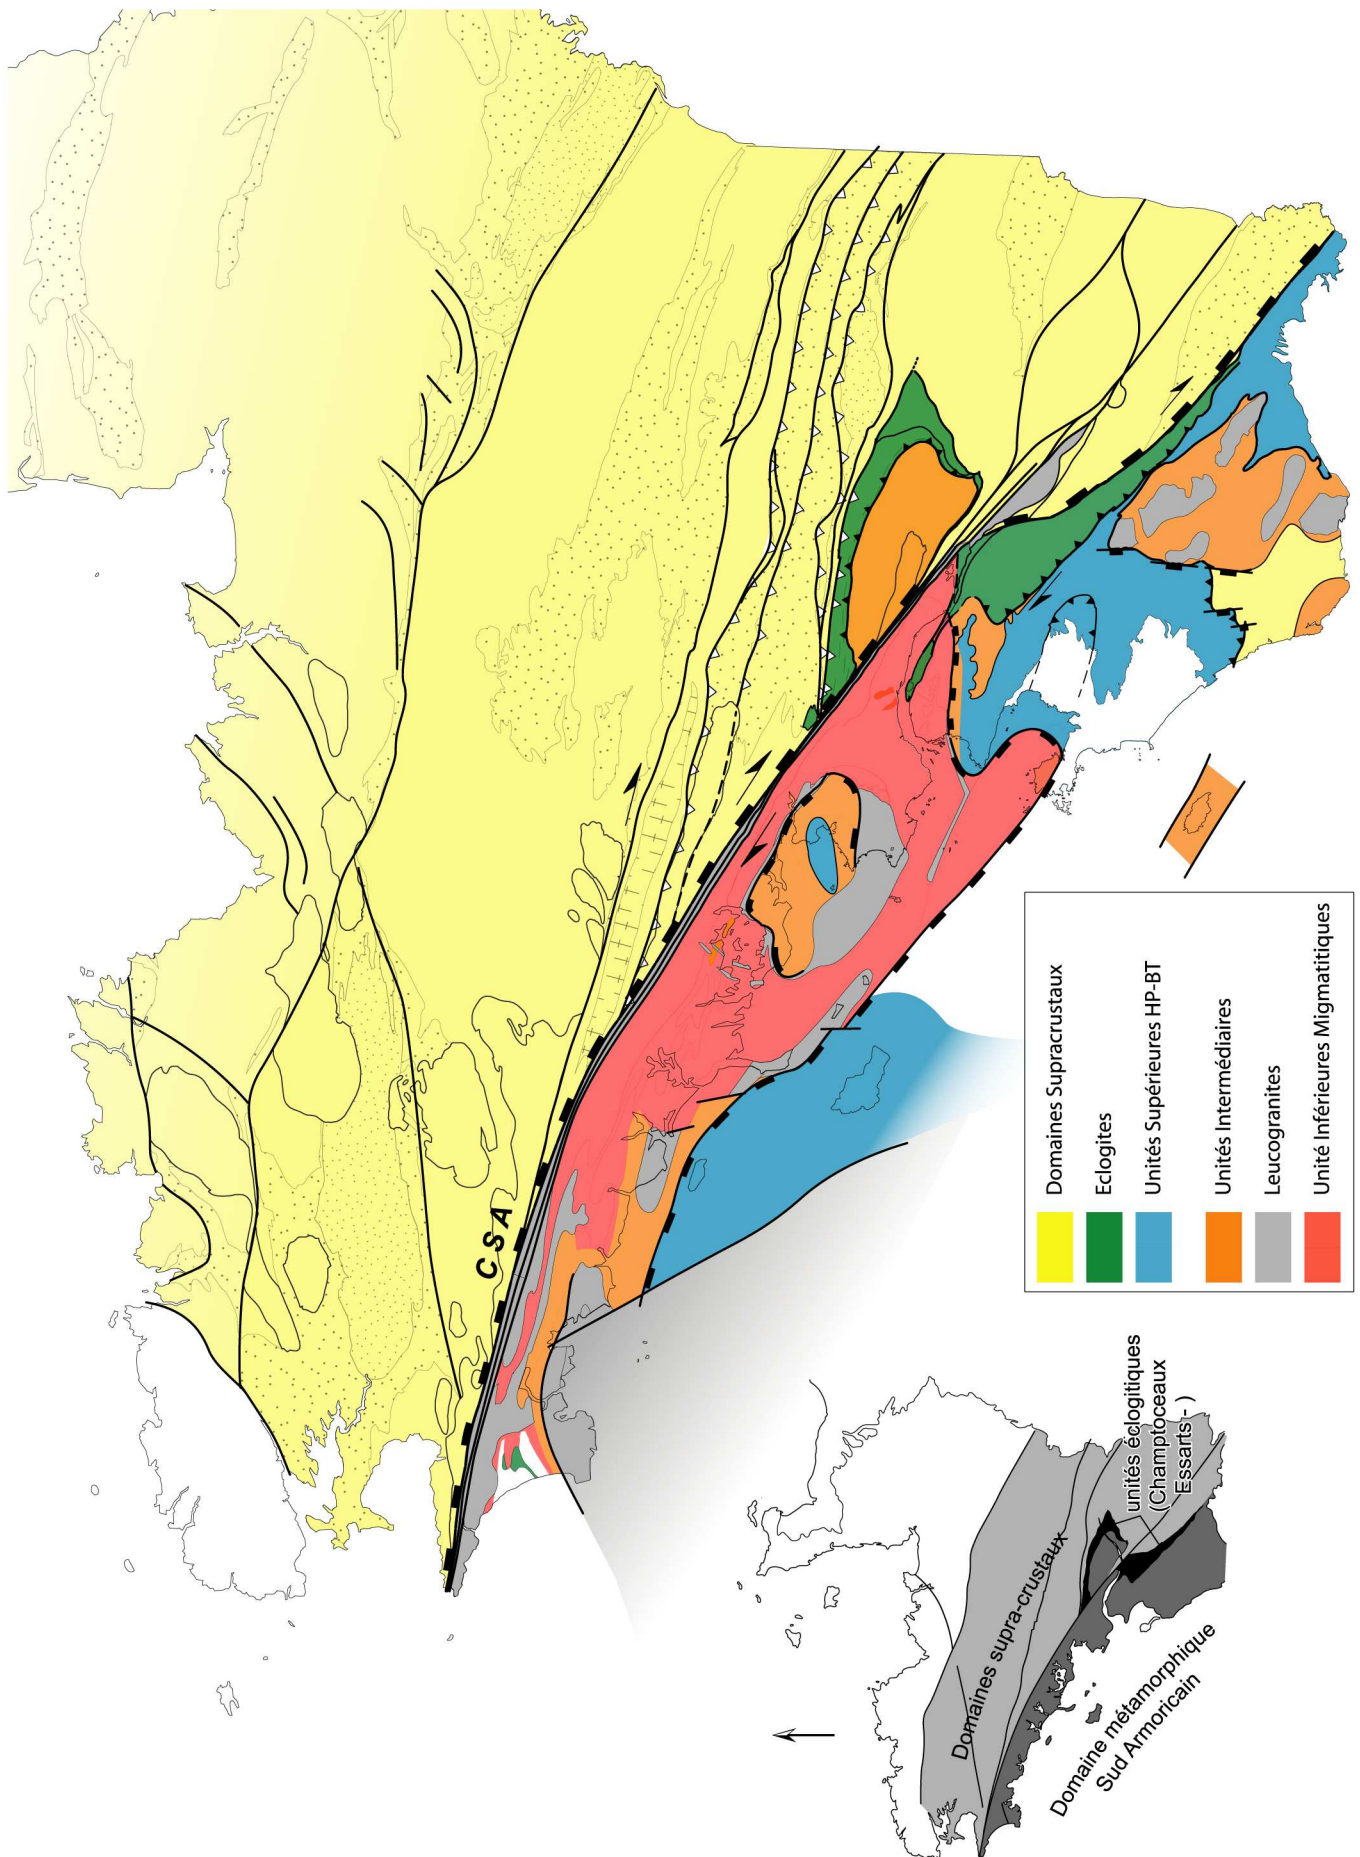 CSA
Domaines Supracrustaux
Eclogites
Unités Supérieures HP-BT
Unités Intermédiaires
Leucogranites
Unité Inférieures Migmatitiques
Domaines supra-crustaux
unités éclogitiques
(Champtoceaux
Essarts - )
Domaine métamorphique
Sud Armoricain